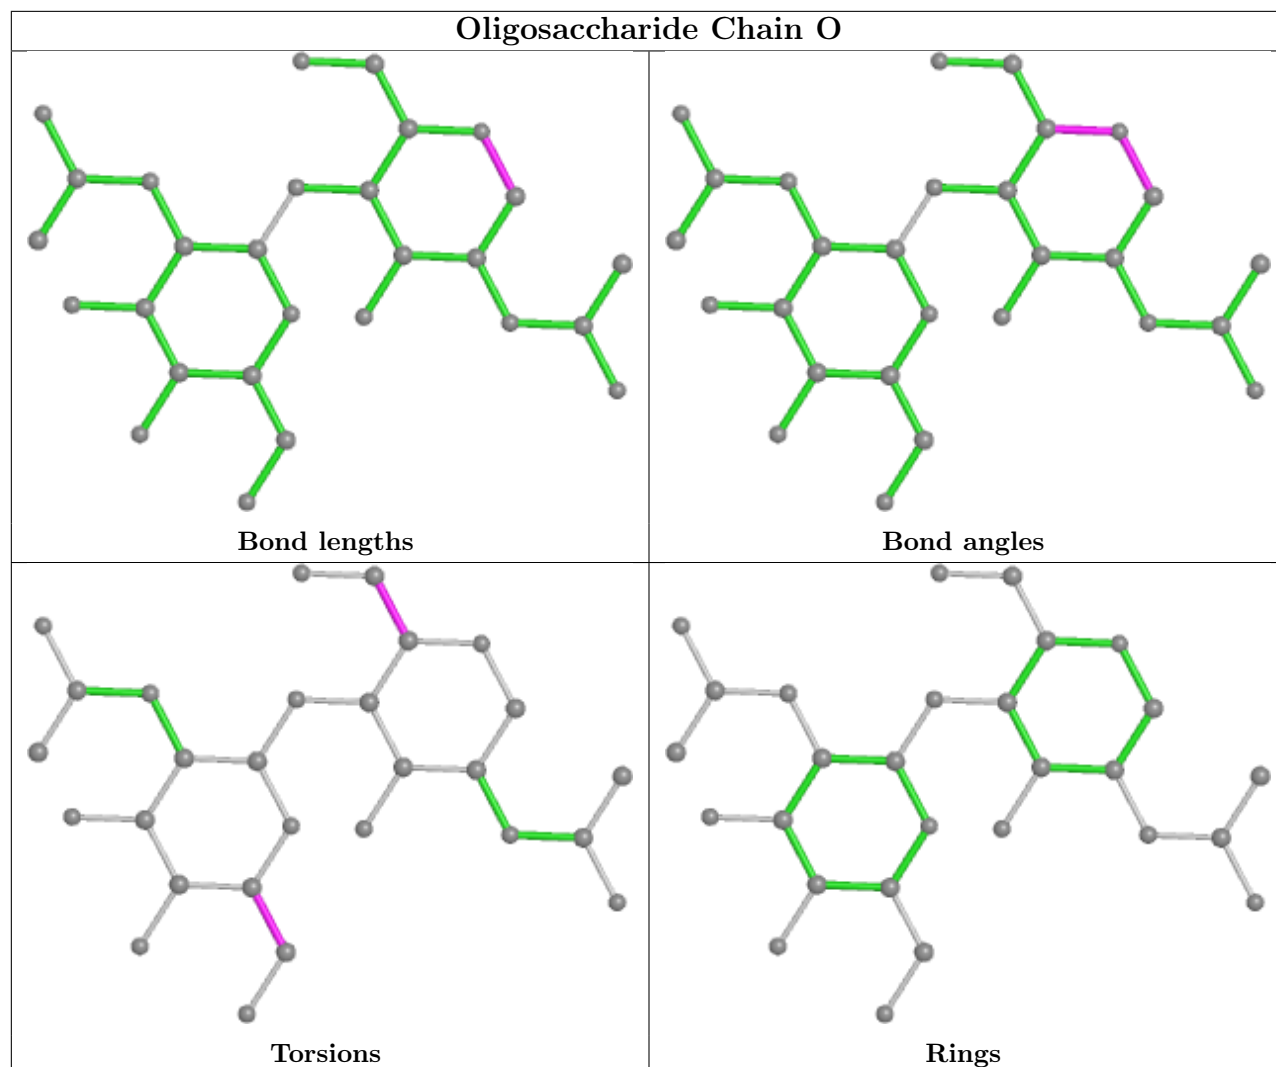 Oligosaccharide Chain O
Bond lengths
Bond angles
Torsions
Rings